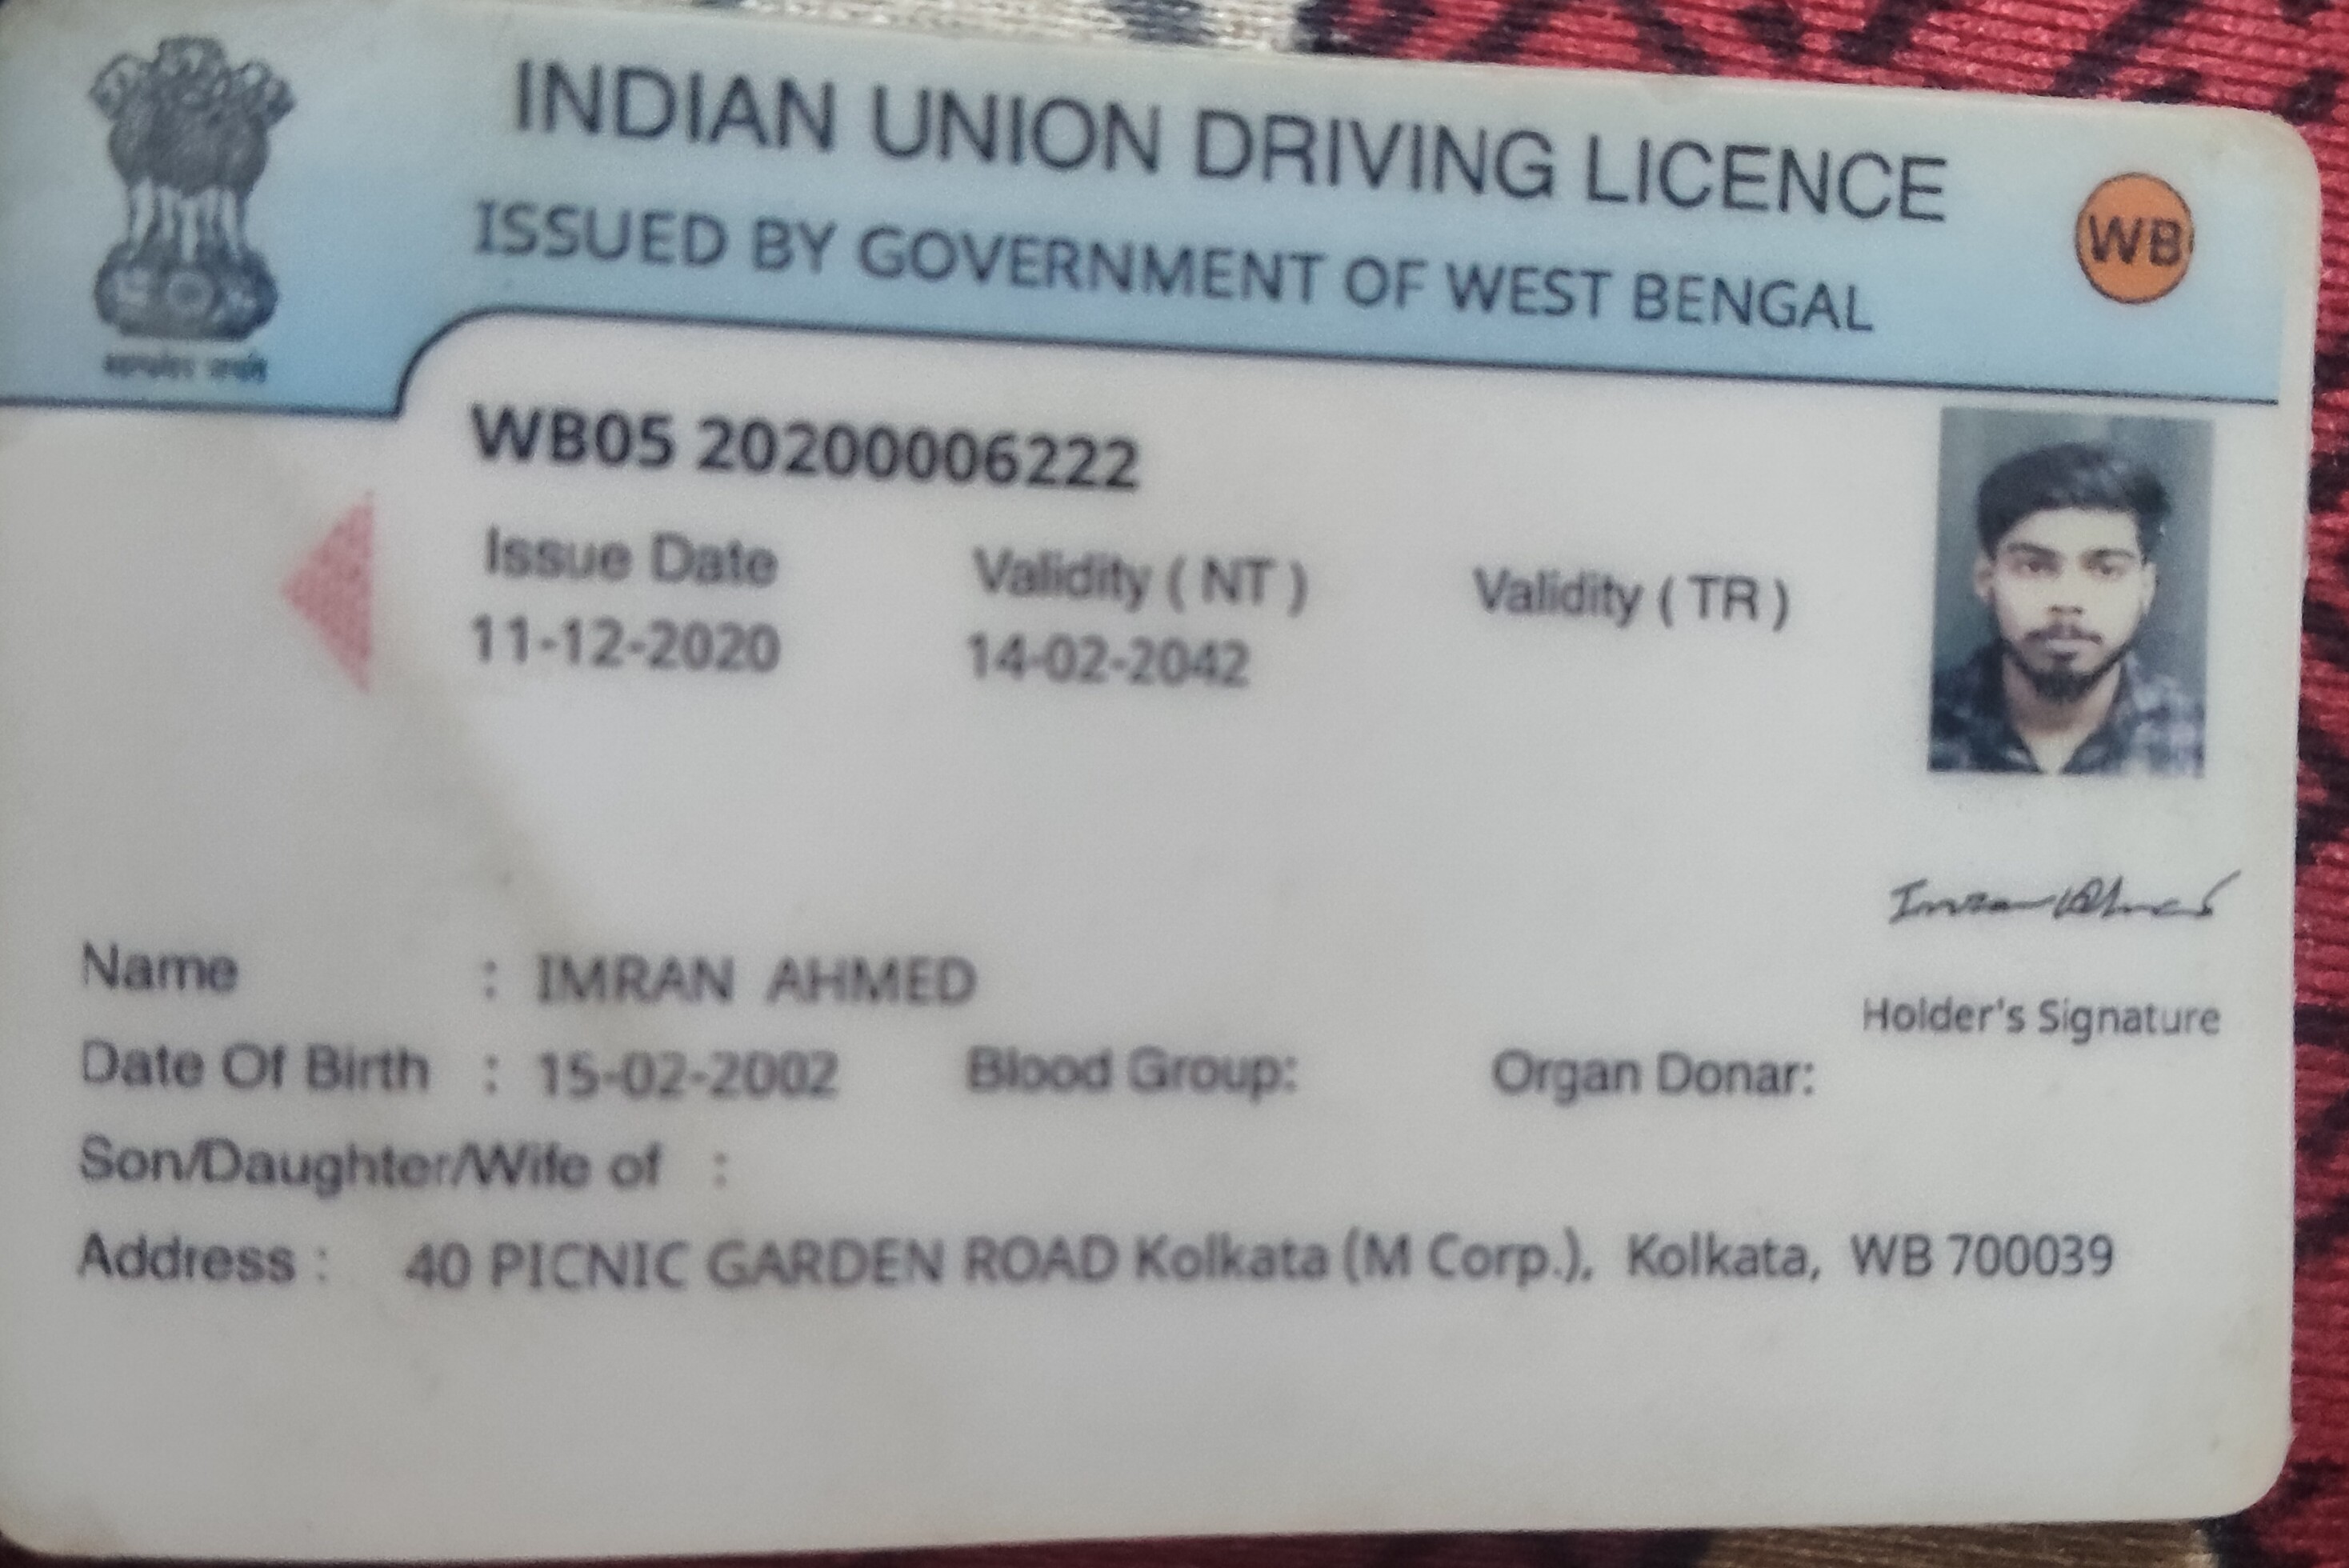 INDIAN UNION DRIVING LICENCE
ISSUED BY GOVERNMENT OF WEST BENGAL
WB
WB05 20200006222
Issue Date Validity ( NT ) Validity ( TR )
11-12-2020 14-02-2042
Imran Ahmed
Holder's Signature
Name : IMRAN AHMED
Date Of Birth : 15-02-2002 Blood Group: Organ Donar:
Son/Daughter/Wife of :
Address : 40 PICNIC GARDEN ROAD Kolkata (M Corp.), Kolkata, WB 700039